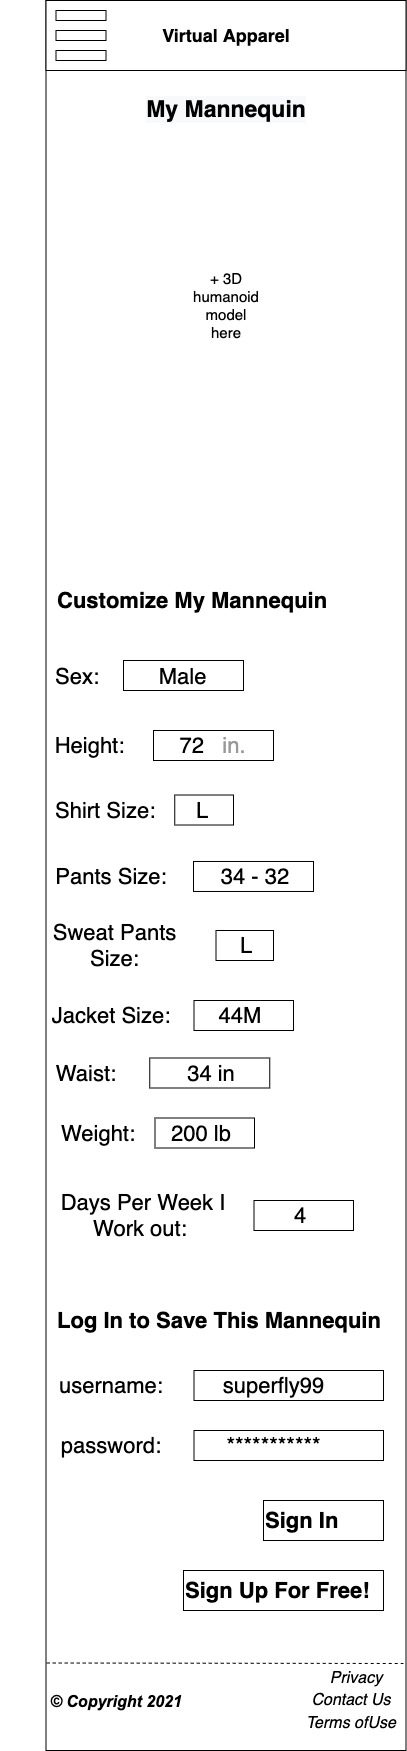 Virtual Apparel
My Mannequin
+ 3D
humanoid
model
here
Customize My Mannequin
Sex: Male
Height: 72 in.
Shirt Size: L
Pants Size: 34 - 32
Sweat Pants
Size: L
Jacket Size: 44M
Waist: 34 in
Weight: 200 lb
Days Per Week I
Work out: 4
Log In to Save This Mannequin
username: superfly99
password: ***********
Sign In
Sign Up For Free!
Privacy
© Copyright 2021 Contact Us
Terms ofUse